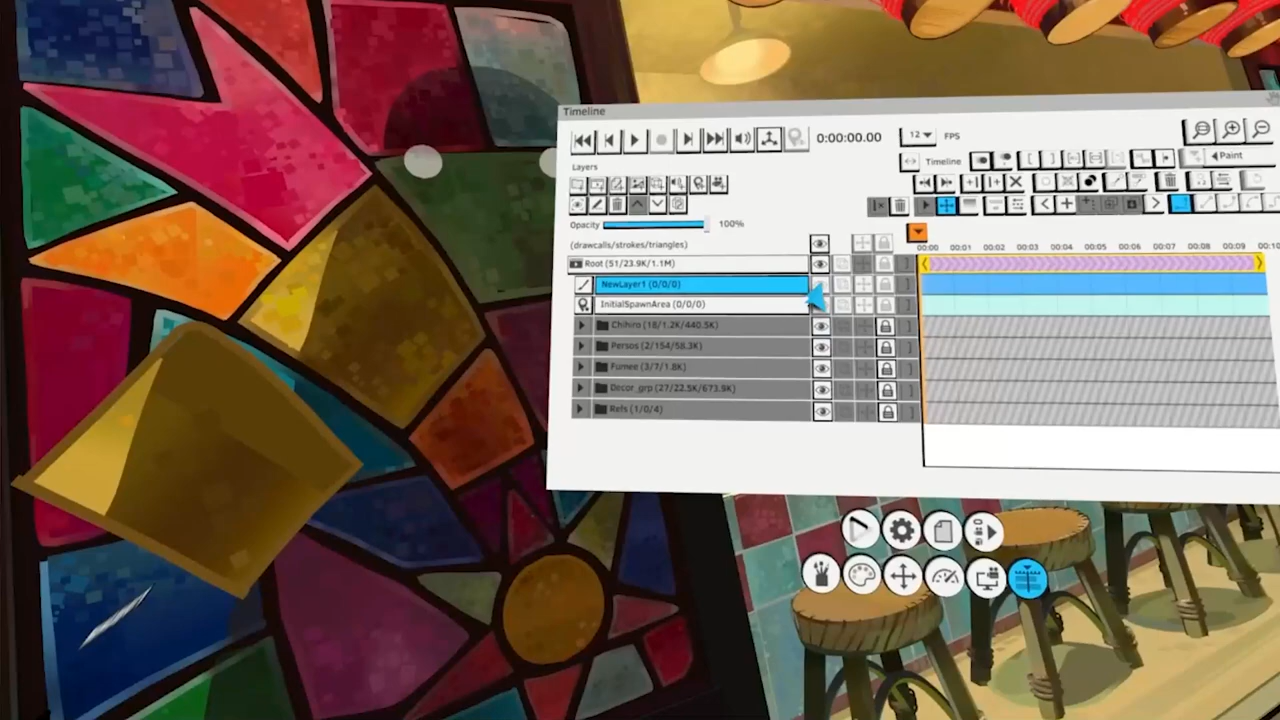 Timeline
0:00:00.00
12
FPS
Layers
Timeline
Paint
Opacity
100%
(drawcalls/strokes/triangles)
00:00 00:01 00:02 00:03 00:04 00:05 00:06 00:07 00:08 00:09 00:10
Root (51/23.9K/1.1M)
NewLayer1 (0/0/0)
InitialSpawnArea (0/0/0)
Chihiro (18/1.2K/440.5K)
Persos (2/154/58.3K)
Fumee (3/7/1.8K)
Decor_grp (27/22.5K/673.9K)
Refs (1/0/4)